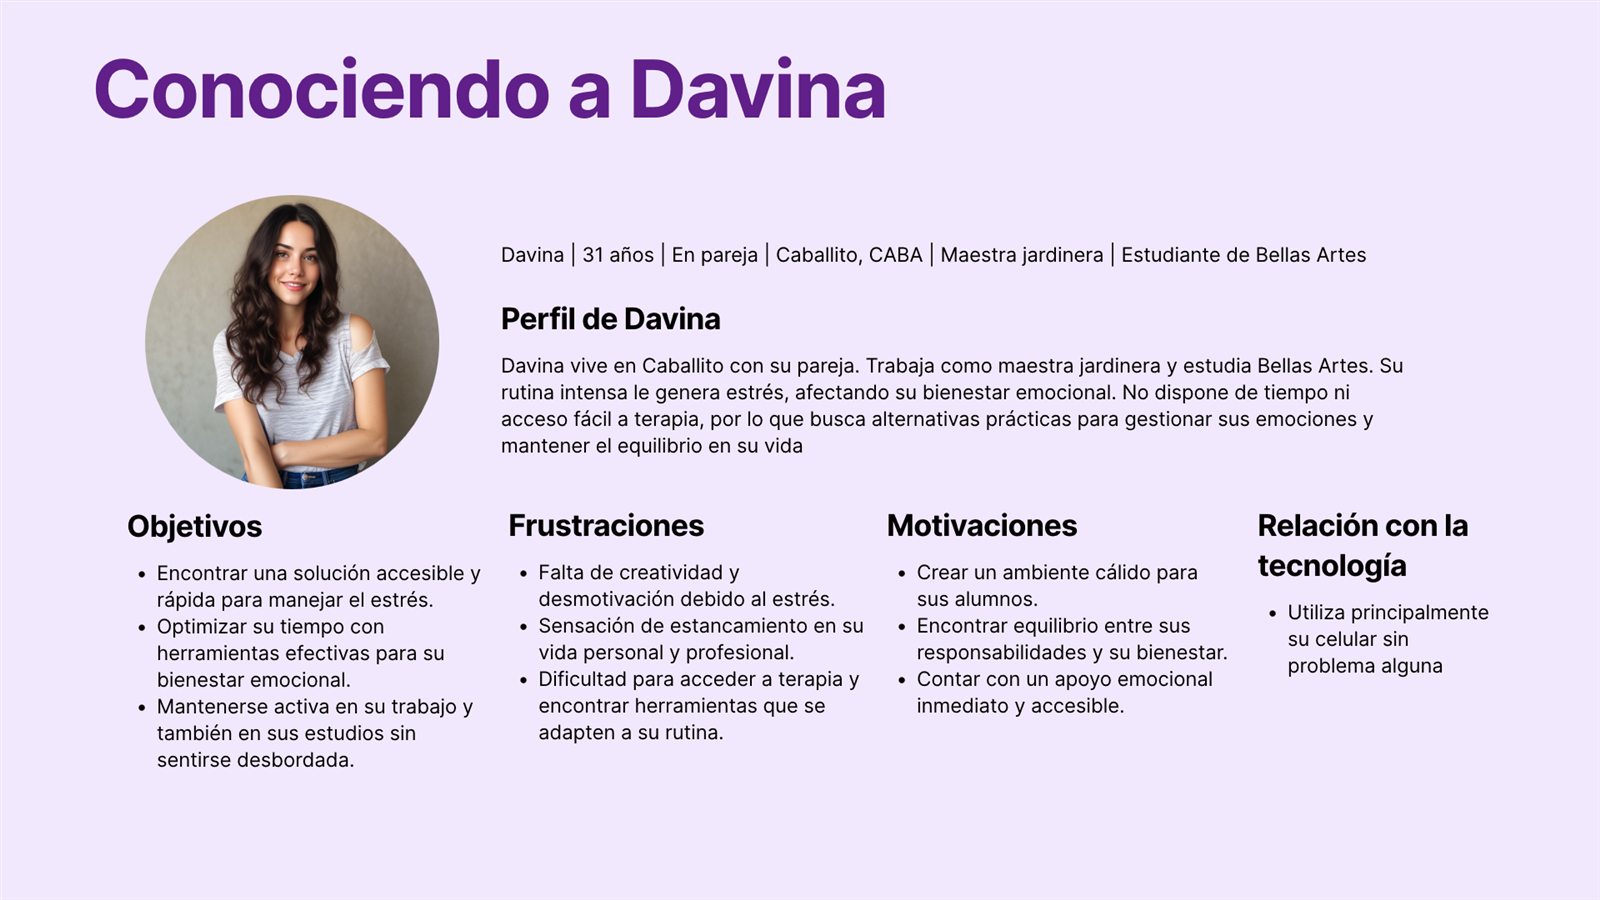 Conociendo a Davina
Davina | 31 años | En pareja | Caballito, CABA | Maestra jardinera | Estudiante de Bellas Artes
Perfil de Davina
Davina vive en Caballito con su pareja. Trabaja como maestra jardinera y estudia Bellas Artes. Su
rutina intensa le genera estrés, afectando su bienestar emocional. No dispone de tiempo ni
acceso fácil a terapia, por lo que busca alternativas prácticas para gestionar sus emociones y
mantener el equilibrio en su vida
Objetivos
• Encontrar una solución accesible y
rápida para manejar el estrés.
• Optimizar su tiempo con
herramientas efectivas para su
bienestar emocional.
• Mantenerse activa en su trabajo y
también en sus estudios sin
sentirse desbordada.
Frustraciones
• Falta de creatividad y
desmotivación debido al estrés.
• Sensación de estancamiento en su
vida personal y profesional.
• Dificultad para acceder a terapia y
encontrar herramientas que se
adapten a su rutina.
Motivaciones
• Crear un ambiente cálido para
sus alumnos.
• Encontrar equilibrio entre sus
responsabilidades y su bienestar.
• Contar con un apoyo emocional
inmediato y accesible.
Relación con la
tecnología
• Utiliza principalmente
su celular sin
problema alguna